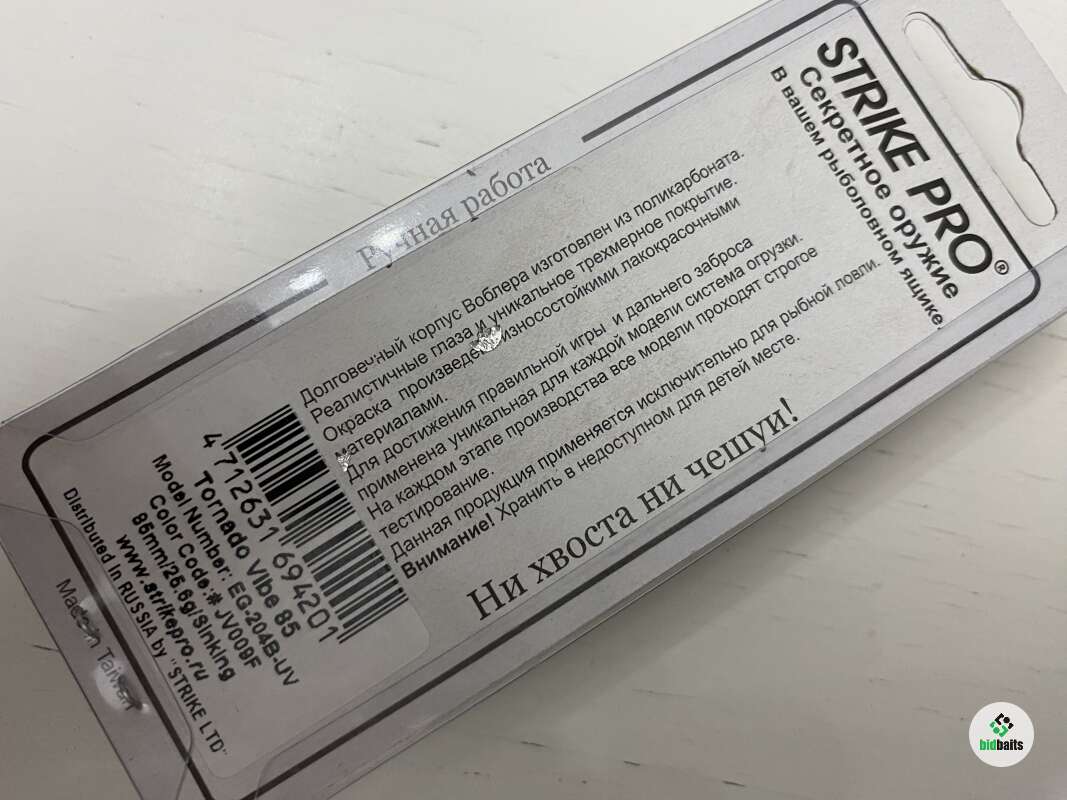 STRIKE PRO®
Секретное оружие
В вашем рыболовном ящике.
Ручная работа
Долговечный корпус Воблера изготовлен из поликарбоната.
Реалистичные глаза и уникальное трехмерное покрытие.
Окраска произведена износостойкими лакокрасочными
материалами.
Для достижения правильной игры и дальнего заброса
применена уникальная для каждой модели система огрузки.
На каждом этапе производства все модели проходят строгое
тестирование.
Данная продукция применяется исключительно для рыбной ловли.
Внимание! Хранить в недоступном для детей месте.
Ни хвоста ни чешуи!
4 712631 694201
Tornado Vibe 85
Model Number: EG-204B-UV
Color Code:# JV009F
85mm/25.6g/Sinking
www.strikepro.ru
Distributed in RUSSIA by "STRIKE LTD"
Made in Taiwan
bidbaits